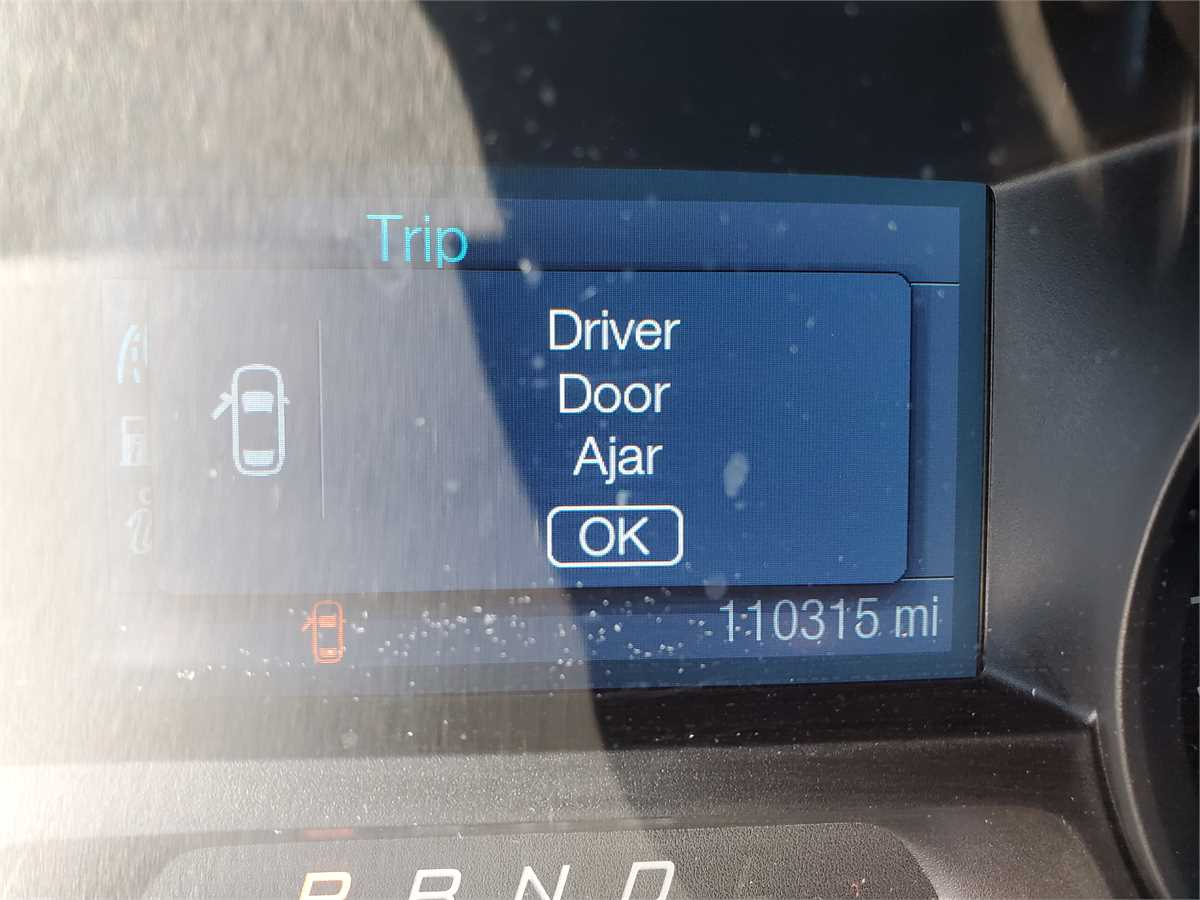 Trip
Driver
Door
Ajar
OK
110315 mi
P R N D